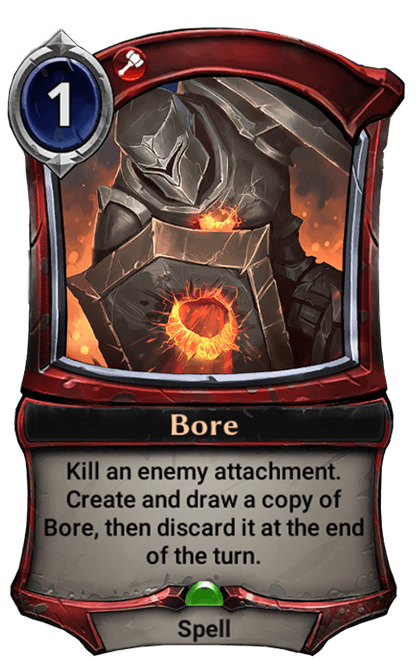 1
Bore
Kill an enemy attachment.
Create and draw a copy of
Bore, then discard it at the end
of the turn.
Spell